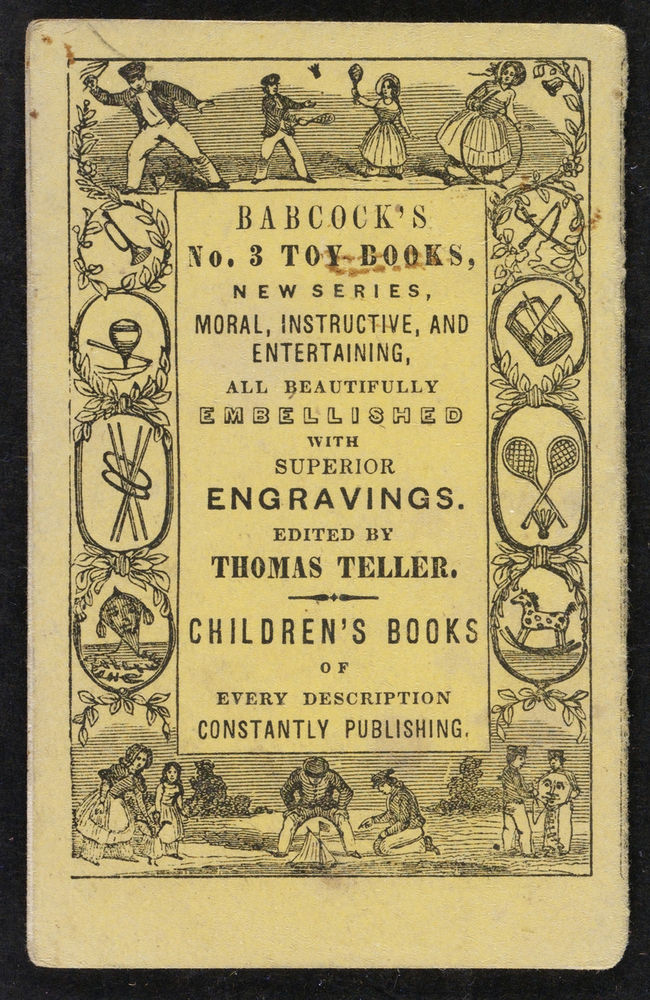 BABCOCK'S
No. 3 TOY BOOKS,
NEW SERIES,
MORAL, INSTRUCTIVE, AND
ENTERTAINING,
ALL BEAUTIFULLY
EMBELLISHED
WITH
SUPERIOR
ENGRAVINGS.
EDITED BY
THOMAS TELLER.
CHILDREN'S BOOKS
OF
EVERY DESCRIPTION
CONSTANTLY PUBLISHING.